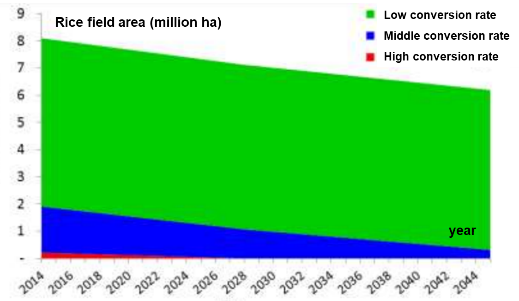 Rice field area (million ha)
Low conversion rate
Middle conversion rate
High conversion rate
9
8
7
6
5
4
3
2
1
-
year
2014 2016 2018 2020 2022 2024 2026 2028 2030 2032 2034 2036 2038 2040 2042 2044